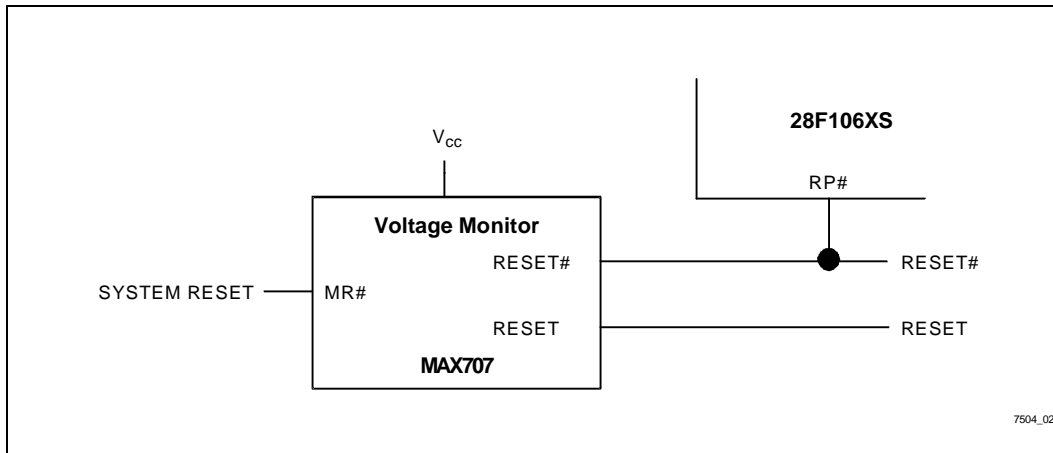 28F106XS
RP#
Vcc
Voltage Monitor
RESET#
RESET#
SYSTEM RESET
MR#
RESET
RESET
MAX707
7504_02